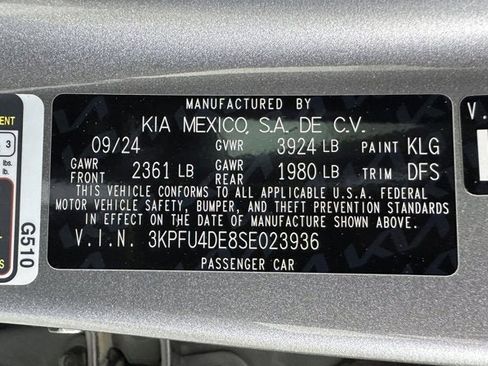 MANUFACTURED BY
KIA MEXICO, S.A. DE C.V.
09/24 GVWR 3924 LB PAINT KLG
GAWR FRONT 2361 LB GAWR REAR 1980 LB TRIM DFS
THIS VEHICLE CONFORMS TO ALL APPLICABLE U.S.A. FEDERAL
MOTOR VEHICLE SAFETY, BUMPER, AND THEFT PREVENTION STANDARDS
IN EFFECT ON THE DATE OF MANUFACTURE SHOWN ABOVE.
V.I.N. 3KPFU4DE8SE023936
PASSENGER CAR
G510
3
lbs.
V.